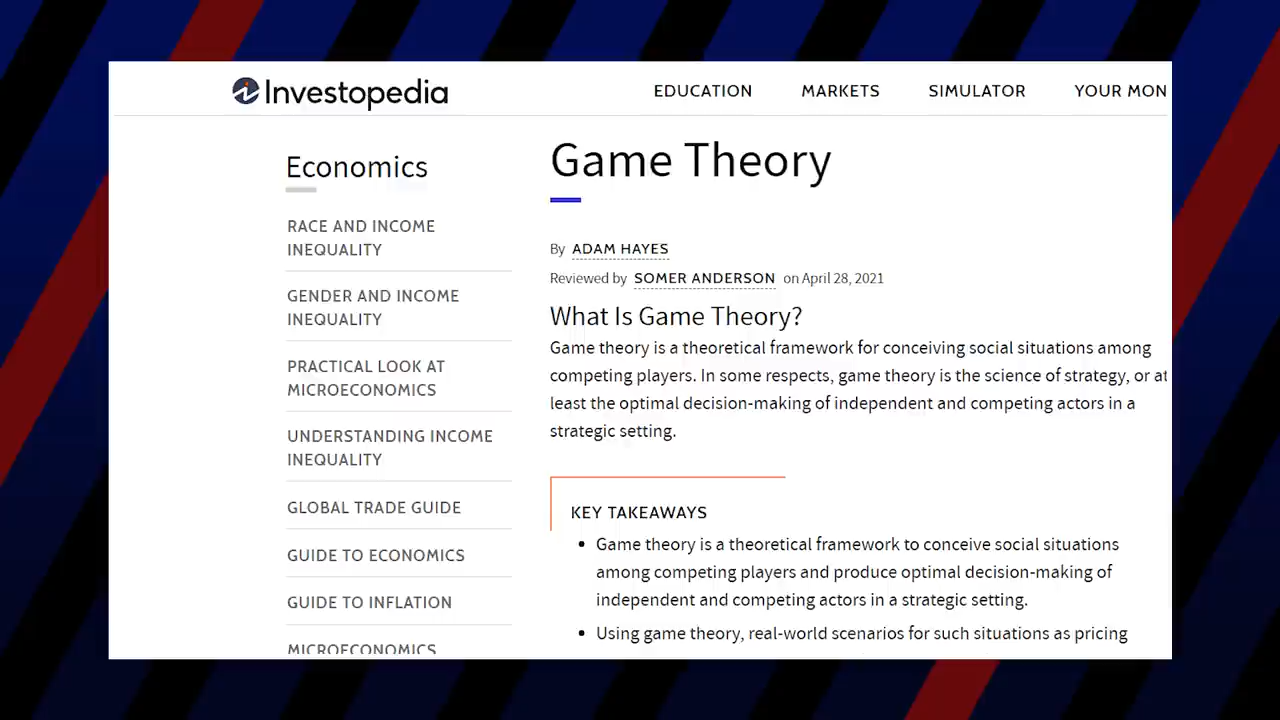 Investopedia
EDUCATION MARKETS SIMULATOR YOUR MON
Economics
RACE AND INCOME
INEQUALITY
GENDER AND INCOME
INEQUALITY
PRACTICAL LOOK AT
MICROECONOMICS
UNDERSTANDING INCOME
INEQUALITY
GLOBAL TRADE GUIDE
GUIDE TO ECONOMICS
GUIDE TO INFLATION
MICROECONOMICS
Game Theory
By ADAM HAYES
Reviewed by SOMER ANDERSON on April 28, 2021
What Is Game Theory?
Game theory is a theoretical framework for conceiving social situations among
competing players. In some respects, game theory is the science of strategy, or at
least the optimal decision-making of independent and competing actors in a
strategic setting.
KEY TAKEAWAYS
• Game theory is a theoretical framework to conceive social situations
among competing players and produce optimal decision-making of
independent and competing actors in a strategic setting.
• Using game theory, real-world scenarios for such situations as pricing